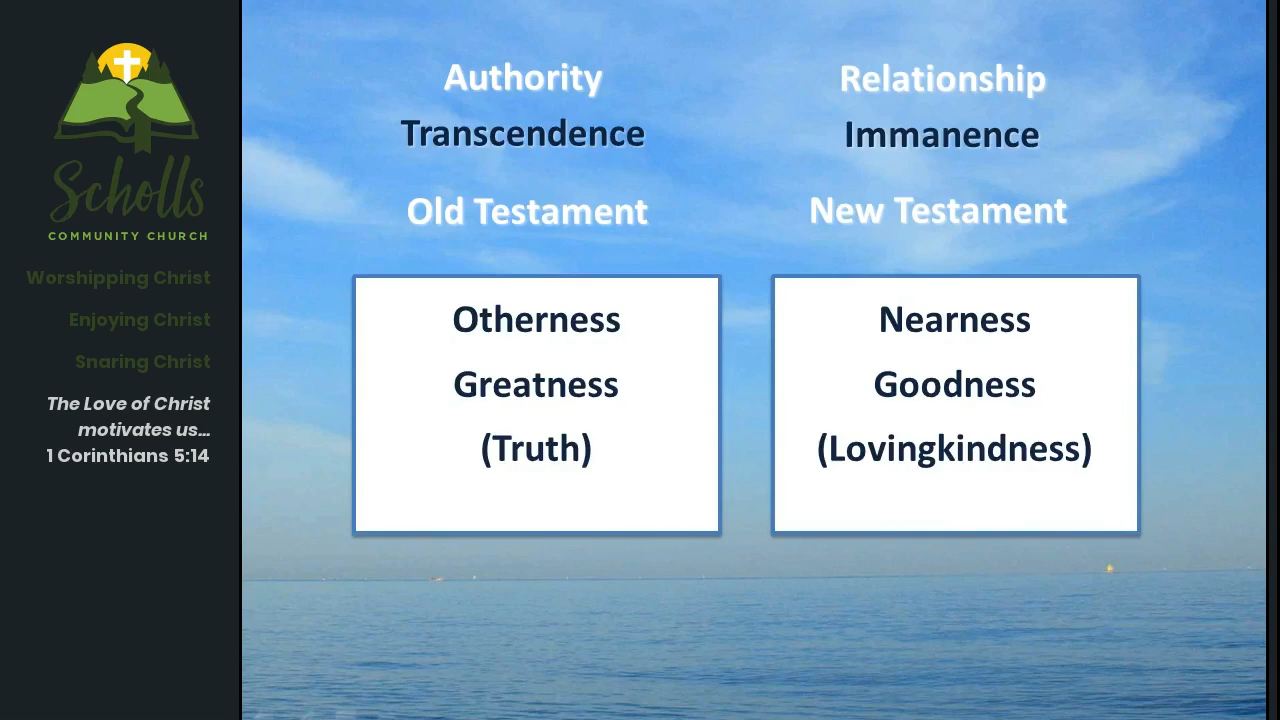 Scholls
COMMUNITY CHURCH
Worshipping Christ
Enjoying Christ
Snaring Christ
The Love of Christ
motivates us...
1 Corinthians 5:14
Authority
Transcendence
Old Testament
Otherness
Greatness
(Truth)
Relationship
Immanence
New Testament
Nearness
Goodness
(Lovingkindness)